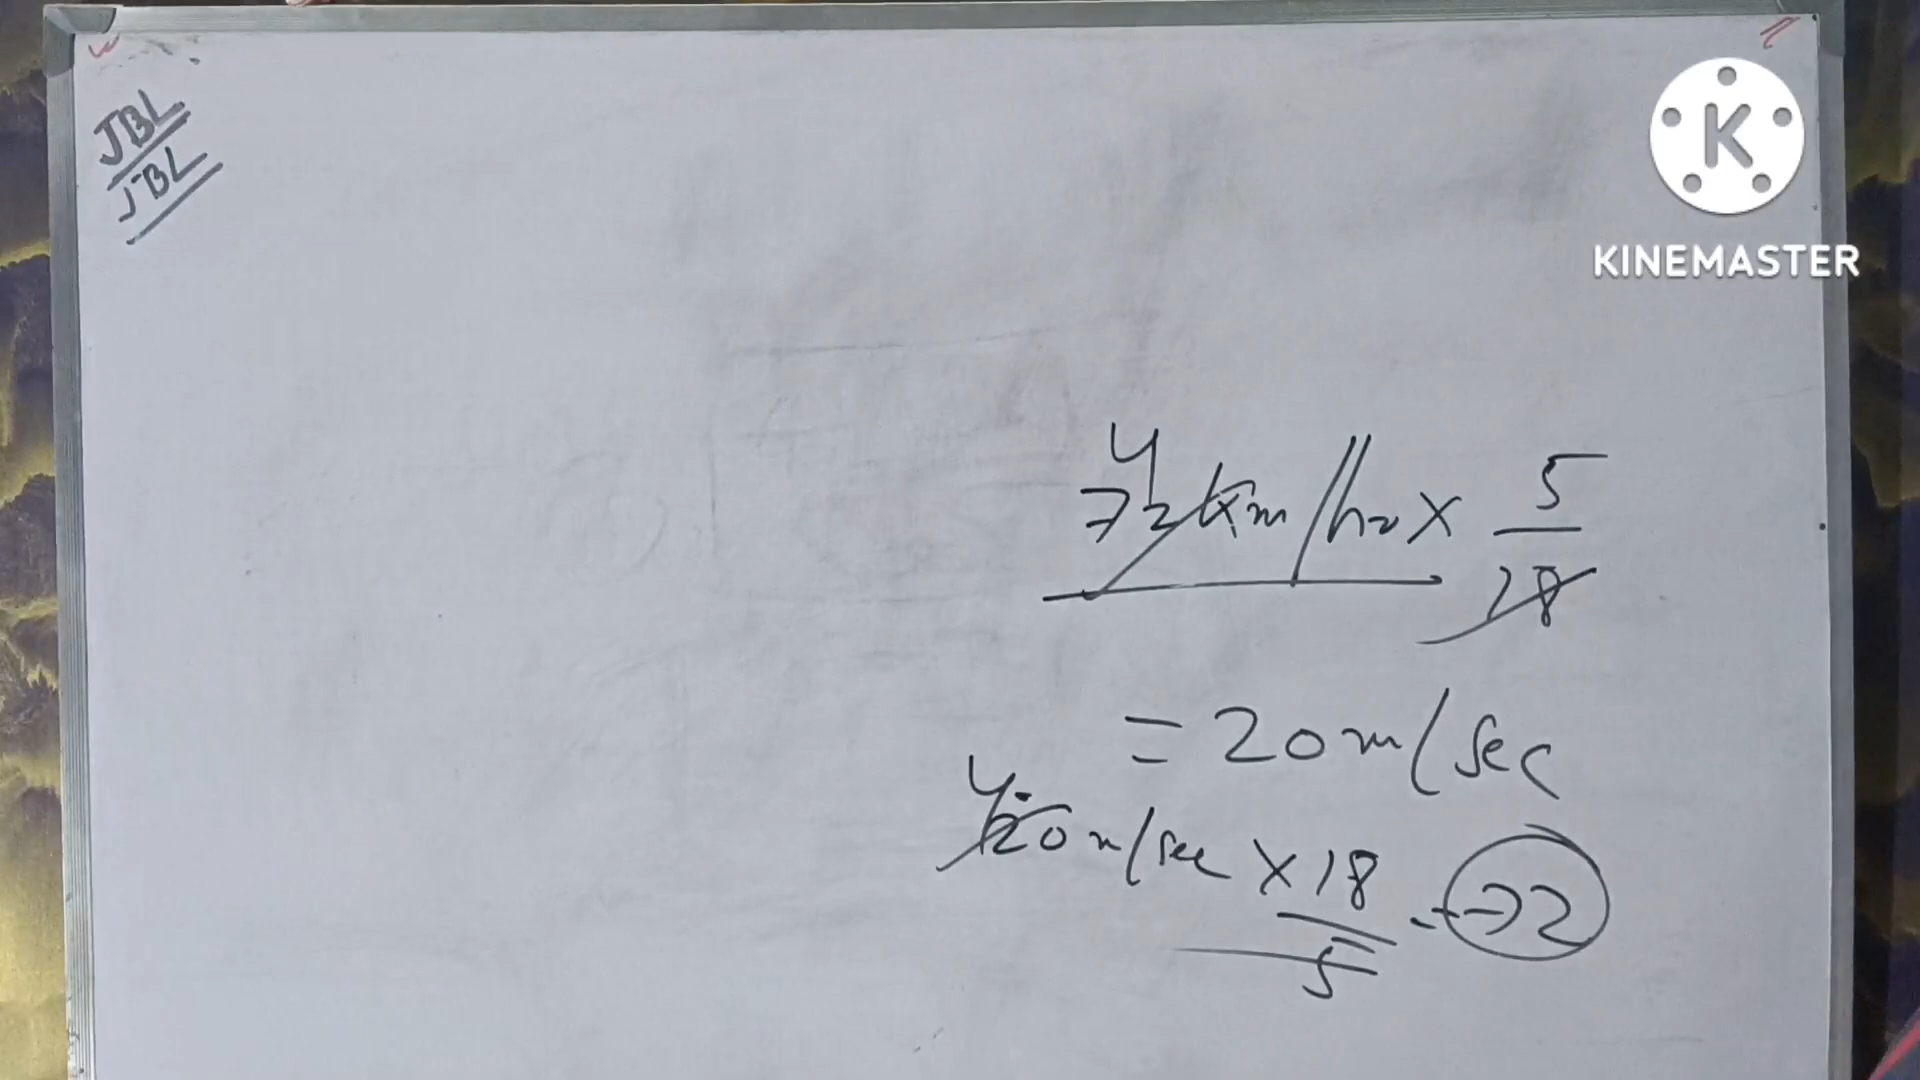 JBL
JBL
K
KINEMASTER
4
72 km/hr × 5/18
= 20 m/sec
4
20 m/sec × 18/5 → 72